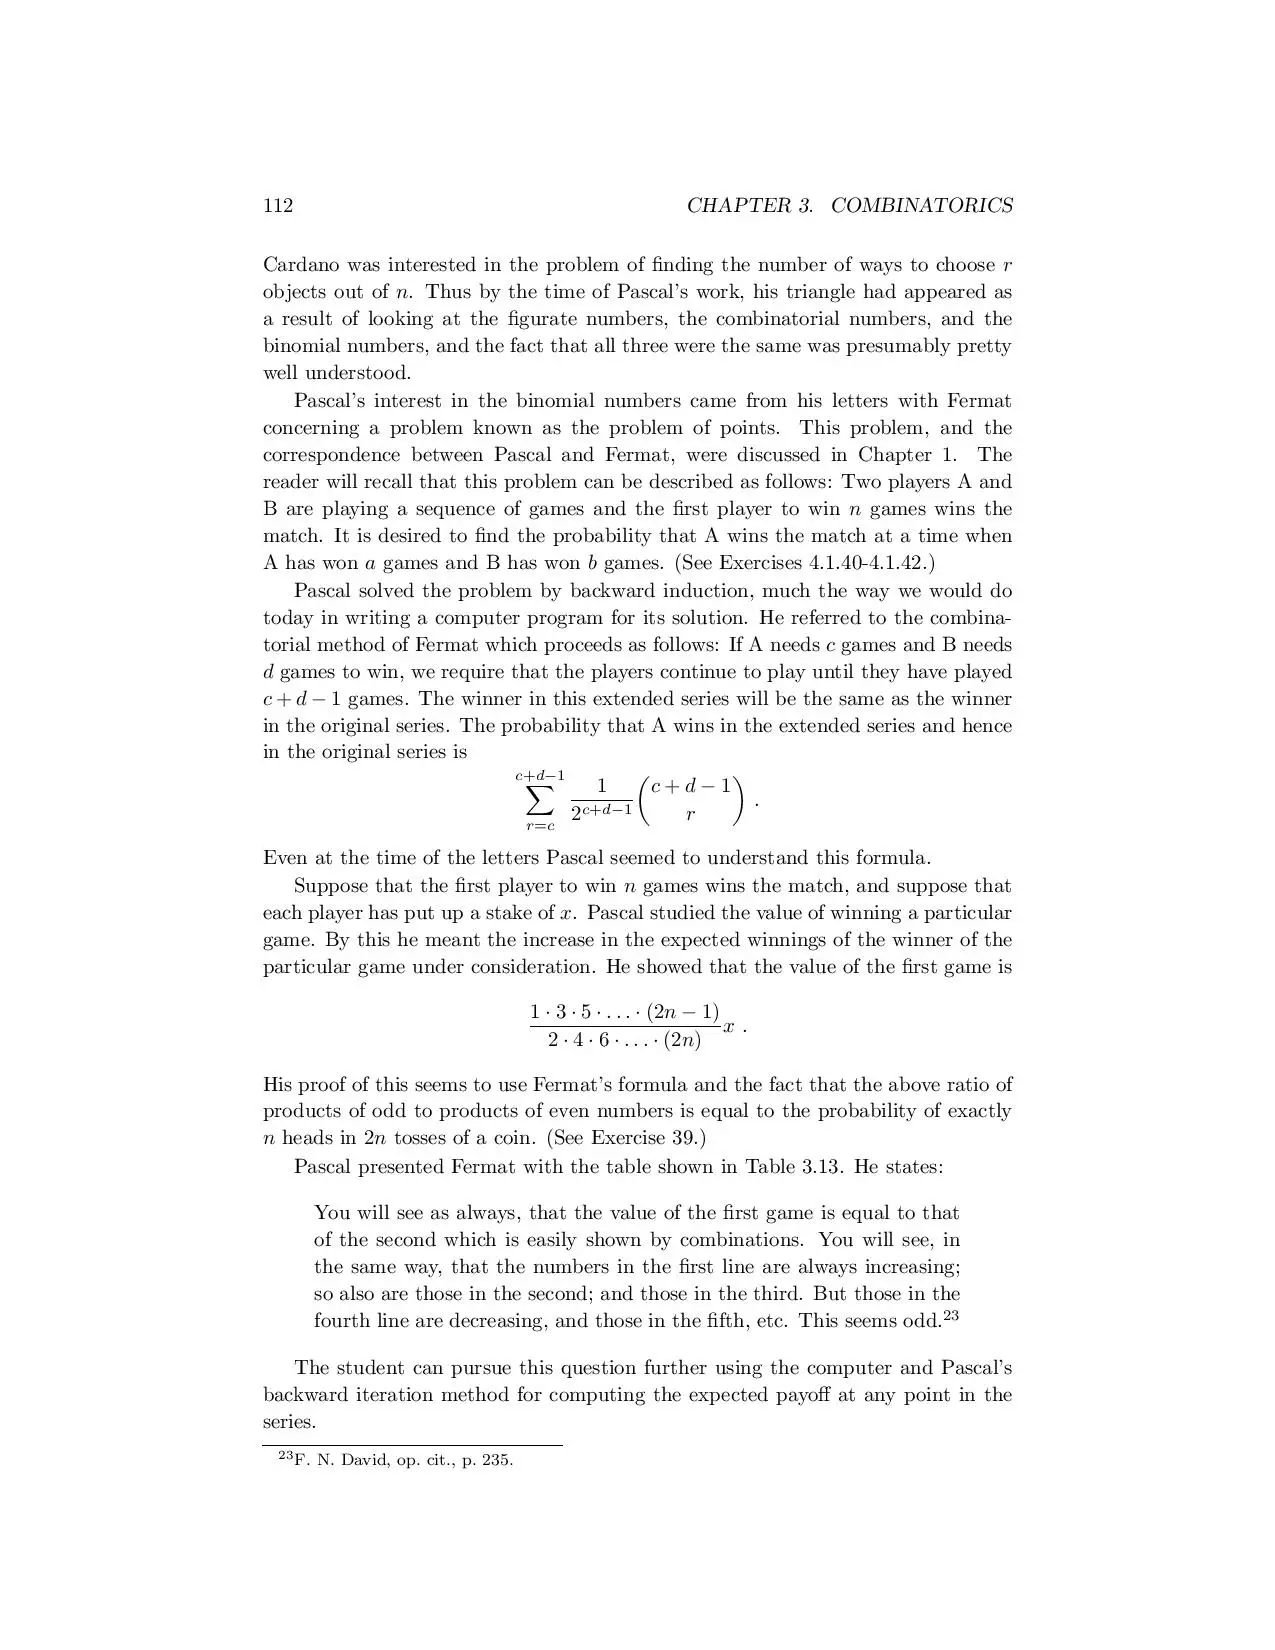 112 CHAPTER 3. COMBINATORICS
Cardano was interested in the problem of finding the number of ways to choose r
objects out of n. Thus by the time of Pascal's work, his triangle had appeared as
a result of looking at the figurate numbers, the combinatorial numbers, and the
binomial numbers, and the fact that all three were the same was presumably pretty
well understood.
Pascal's interest in the binomial numbers came from his letters with Fermat
concerning a problem known as the problem of points. This problem, and the
correspondence between Pascal and Fermat, were discussed in Chapter 1. The
reader will recall that this problem can be described as follows: Two players A and
B are playing a sequence of games and the first player to win n games wins the
match. It is desired to find the probability that A wins the match at a time when
A has won a games and B has won b games. (See Exercises 4.1.40-4.1.42.)
Pascal solved the problem by backward induction, much the way we would do
today in writing a computer program for its solution. He referred to the combina-
torial method of Fermat which proceeds as follows: If A needs c games and B needs
d games to win, we require that the players continue to play until they have played
c + d − 1 games. The winner in this extended series will be the same as the winner
in the original series. The probability that A wins in the extended series and hence
in the original series is
c+d−1
∑ 1 (c + d − 1) .
2^{c+d−1} r
r=c
Even at the time of the letters Pascal seemed to understand this formula.
Suppose that the first player to win n games wins the match, and suppose that
each player has put up a stake of x. Pascal studied the value of winning a particular
game. By this he meant the increase in the expected winnings of the winner of the
particular game under consideration. He showed that the value of the first game is
1 · 3 · 5 · . . . · (2n − 1)
x .
2 · 4 · 6 · . . . · (2n)
His proof of this seems to use Fermat's formula and the fact that the above ratio of
products of odd to products of even numbers is equal to the probability of exactly
n heads in 2n tosses of a coin. (See Exercise 39.)
Pascal presented Fermat with the table shown in Table 3.13. He states:
You will see as always, that the value of the first game is equal to that
of the second which is easily shown by combinations. You will see, in
the same way, that the numbers in the first line are always increasing;
so also are those in the second; and those in the third. But those in the
fourth line are decreasing, and those in the fifth, etc. This seems odd.23
The student can pursue this question further using the computer and Pascal's
backward iteration method for computing the expected payoff at any point in the
series.
23F. N. David, op. cit., p. 235.